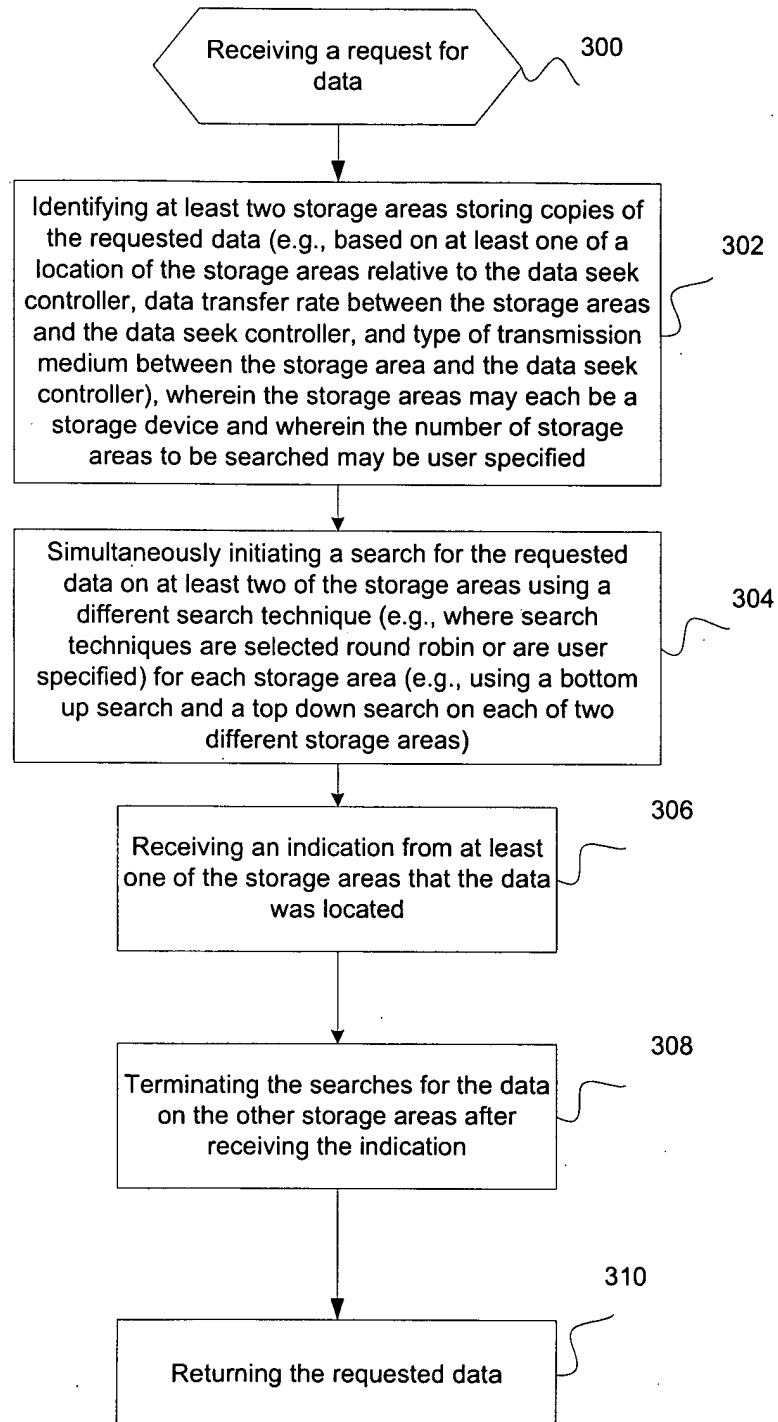 Receiving a request for
data
300
Identifying at least two storage areas storing copies of
the requested data (e.g., based on at least one of a
location of the storage areas relative to the data seek
controller, data transfer rate between the storage areas
and the data seek controller, and type of transmission
medium between the storage area and the data seek
controller), wherein the storage areas may each be a
storage device and wherein the number of storage
areas to be searched may be user specified
302
Simultaneously initiating a search for the requested
data on at least two of the storage areas using a
different search technique (e.g., where search
techniques are selected round robin or are user
specified) for each storage area (e.g., using a bottom
up search and a top down search on each of two
different storage areas)
304
Receiving an indication from at least
one of the storage areas that the data
was located
306
Terminating the searches for the data
on the other storage areas after
receiving the indication
308
Returning the requested data
310